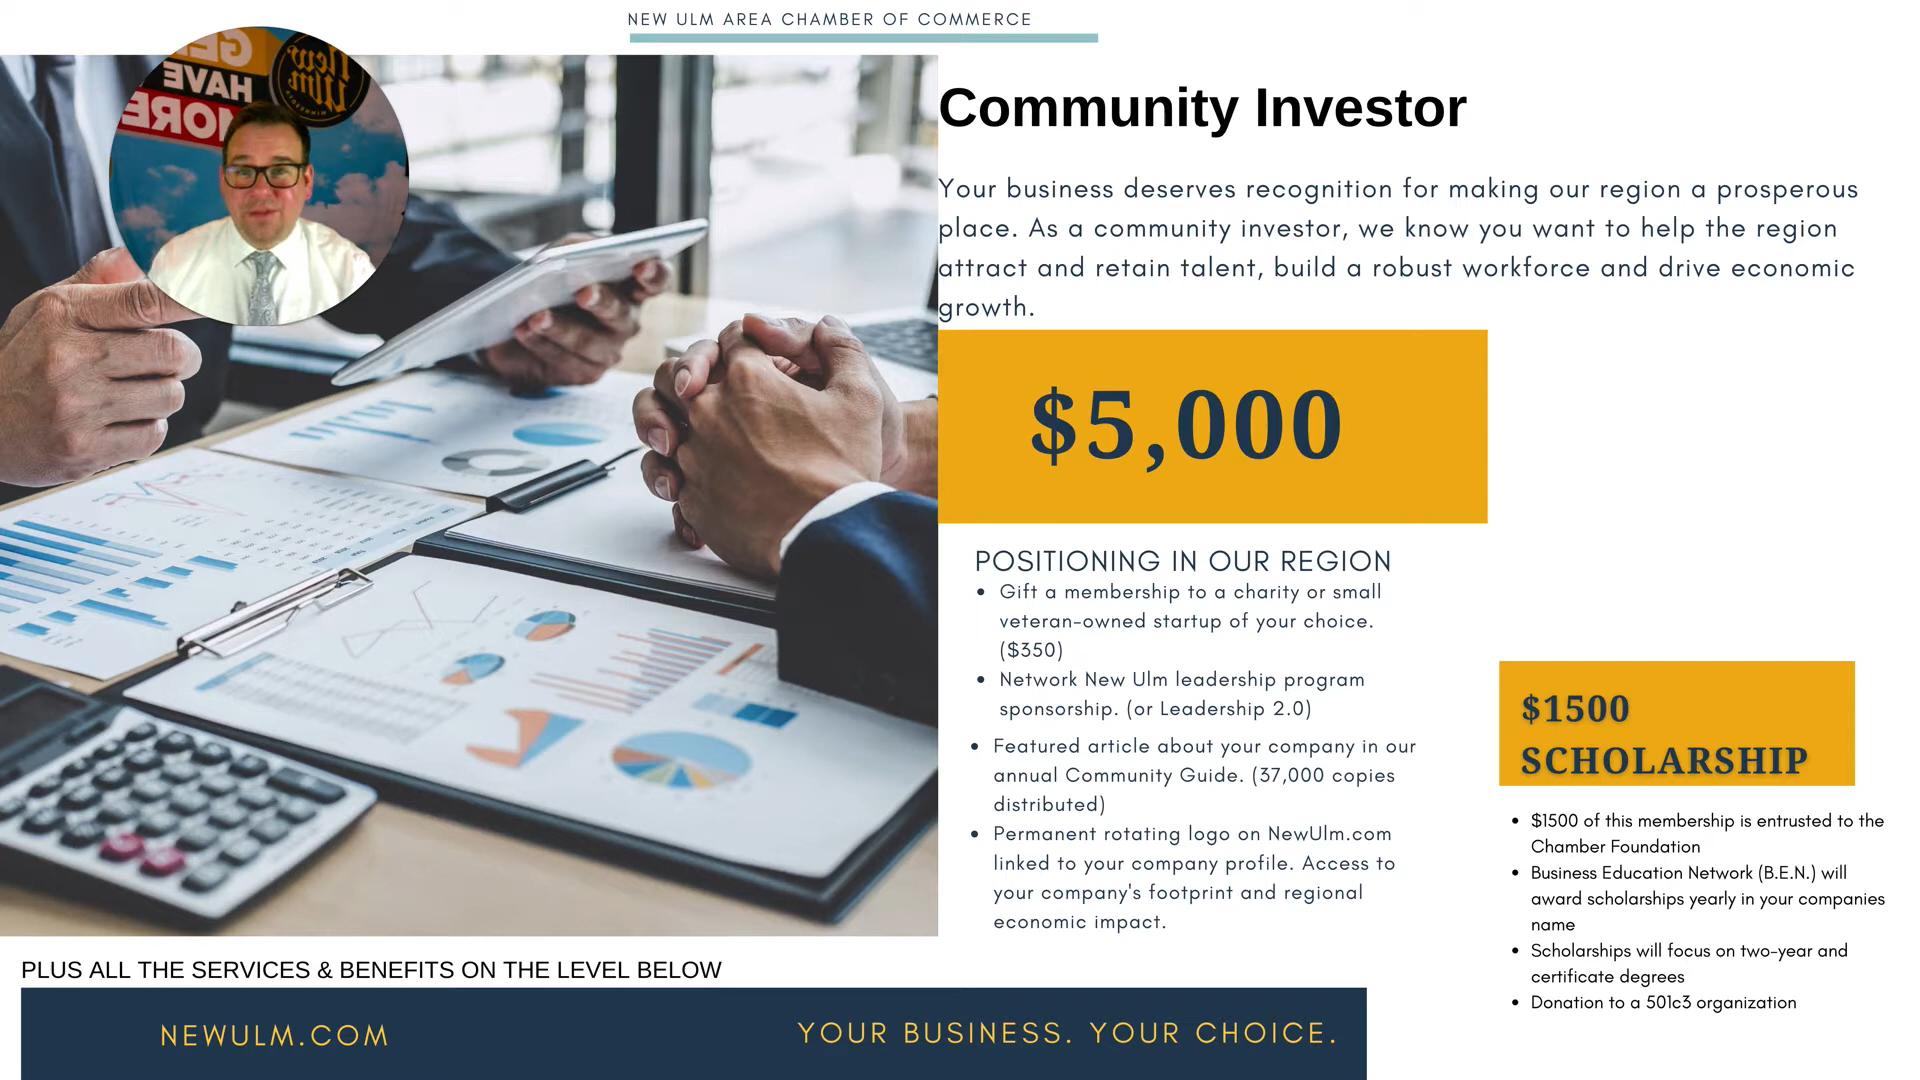 NEW ULM AREA CHAMBER OF COMMERCE
HAVE
MORE
New
Ulm
Community Investor
Your business deserves recognition for making our region a prosperous
place. As a community investor, we know you want to help the region
attract and retain talent, build a robust workforce and drive economic
growth.
$5,000
POSITIONING IN OUR REGION
• Gift a membership to a charity or small
veteran-owned startup of your choice.
($350)
• Network New Ulm leadership program
sponsorship. (or Leadership 2.0)
• Featured article about your company in our
annual Community Guide. (37,000 copies
distributed)
• Permanent rotating logo on NewUlm.com
linked to your company profile. Access to
your company's footprint and regional
economic impact.
$1500
SCHOLARSHIP
• $1500 of this membership is entrusted to the
Chamber Foundation
• Business Education Network (B.E.N.) will
award scholarships yearly in your companies
name
• Scholarships will focus on two-year and
certificate degrees
• Donation to a 501c3 organization
PLUS ALL THE SERVICES & BENEFITS ON THE LEVEL BELOW
NEWULM.COM
YOUR BUSINESS. YOUR CHOICE.